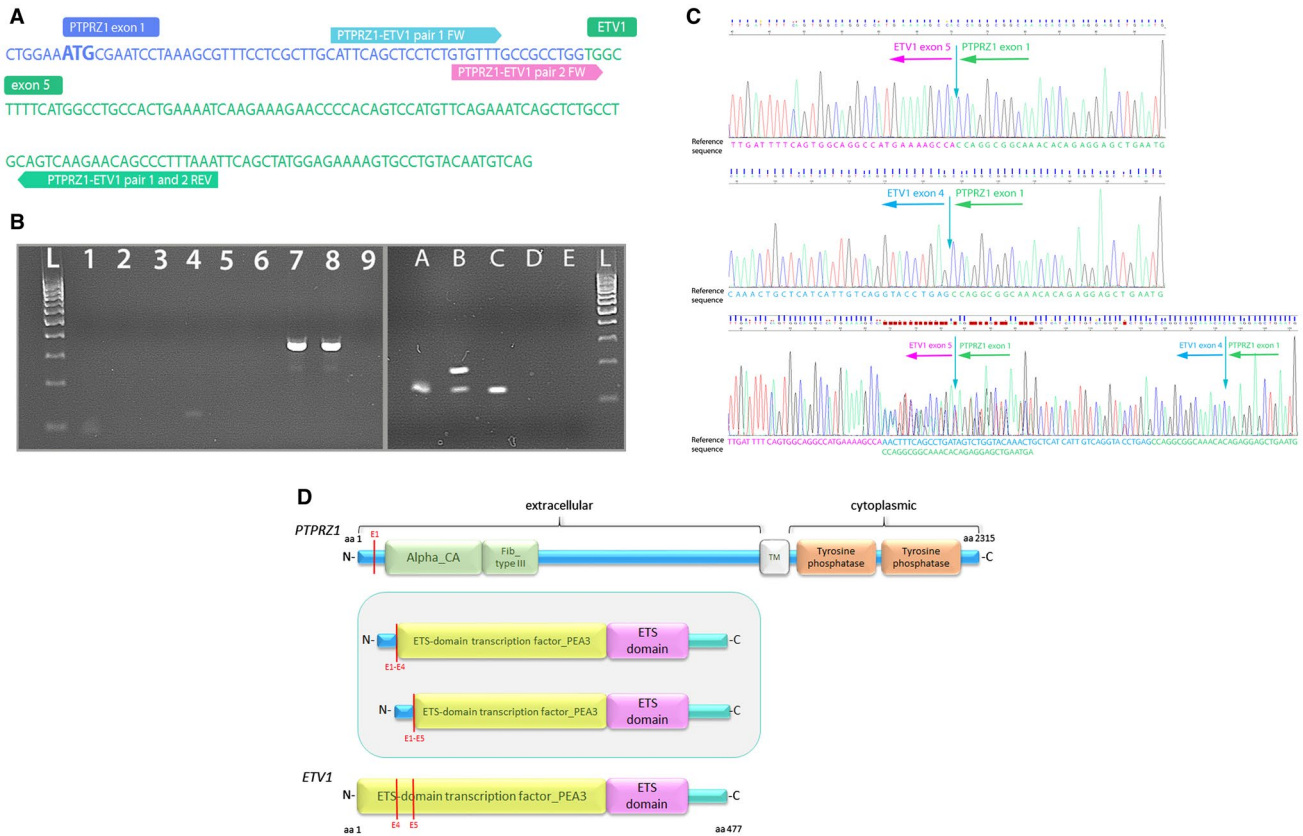 A
PTPRZ1 exon 1
PTPRZ1-ETV1 pair 1 FW
ETV1
CTGGAAATGCGAATCCTAAAGCGTTTCCTCGCTTGCATTCAGCTCCTCTGTGTTTGCCGCCTGGTGGC
PTPRZ1-ETV1 pair 2 FW
exon 5
TTTTCATGGCCTGCCACTGAAAATCAAGAAAGAACCCCACAGTCCATGTTCAGAAATCAGCTCTGCCT
GCAGTCAAGAACAGCCCTTTAAATTCAGCTATGGAGAAAAGTGCCTGTACAATGTCAG
PTPRZ1-ETV1 pair 1 and 2 REV
B
L 1 2 3 4 5 6 7 8 9 A B C D E L
C
ETV1 exon 5 PTPRZ1 exon 1
Reference sequence
TTGATTTTCAGTGGCAGGCCATGAAAAGCCACCAGGCGGCAAACACAGAGGAGCTGAATG
ETV1 exon 4 PTPRZ1 exon 1
Reference sequence
CAAACTGCTCATCATTGTCAGGTACCTGAGCCAGGCGGCAAACACAGAGGAGCTGAATG
ETV1 exon 5 PTPRZ1 exon 1 ETV1 exon 4 PTPRZ1 exon 1
Reference sequence
TTGATTTTCAGTGGCAGGCCATGAAAAGCCAAACTTTCAGCCTGATAGTCTGGTACAAACTGCTCATCATTGTCAGGTACCTGAGCCAGGCGGCAAACACAGAGGAGCTGAATG
CCAGGCGGCAAACACAGAGGAGCTGAATGA
D
extracellular cytoplasmic
PTPRZ1
aa 1 E1 aa 2315
N- Alpha_CA Fib_ type III TM Tyrosine phosphatase Tyrosine phosphatase -C
N- ETS-domain transcription factor_PEA3 ETS domain -C
E1-E4
N- ETS-domain transcription factor_PEA3 ETS domain -C
E1-E5
ETV1
N- ETS-domain transcription factor_PEA3 ETS domain -C
aa 1 E4 E5 aa 477